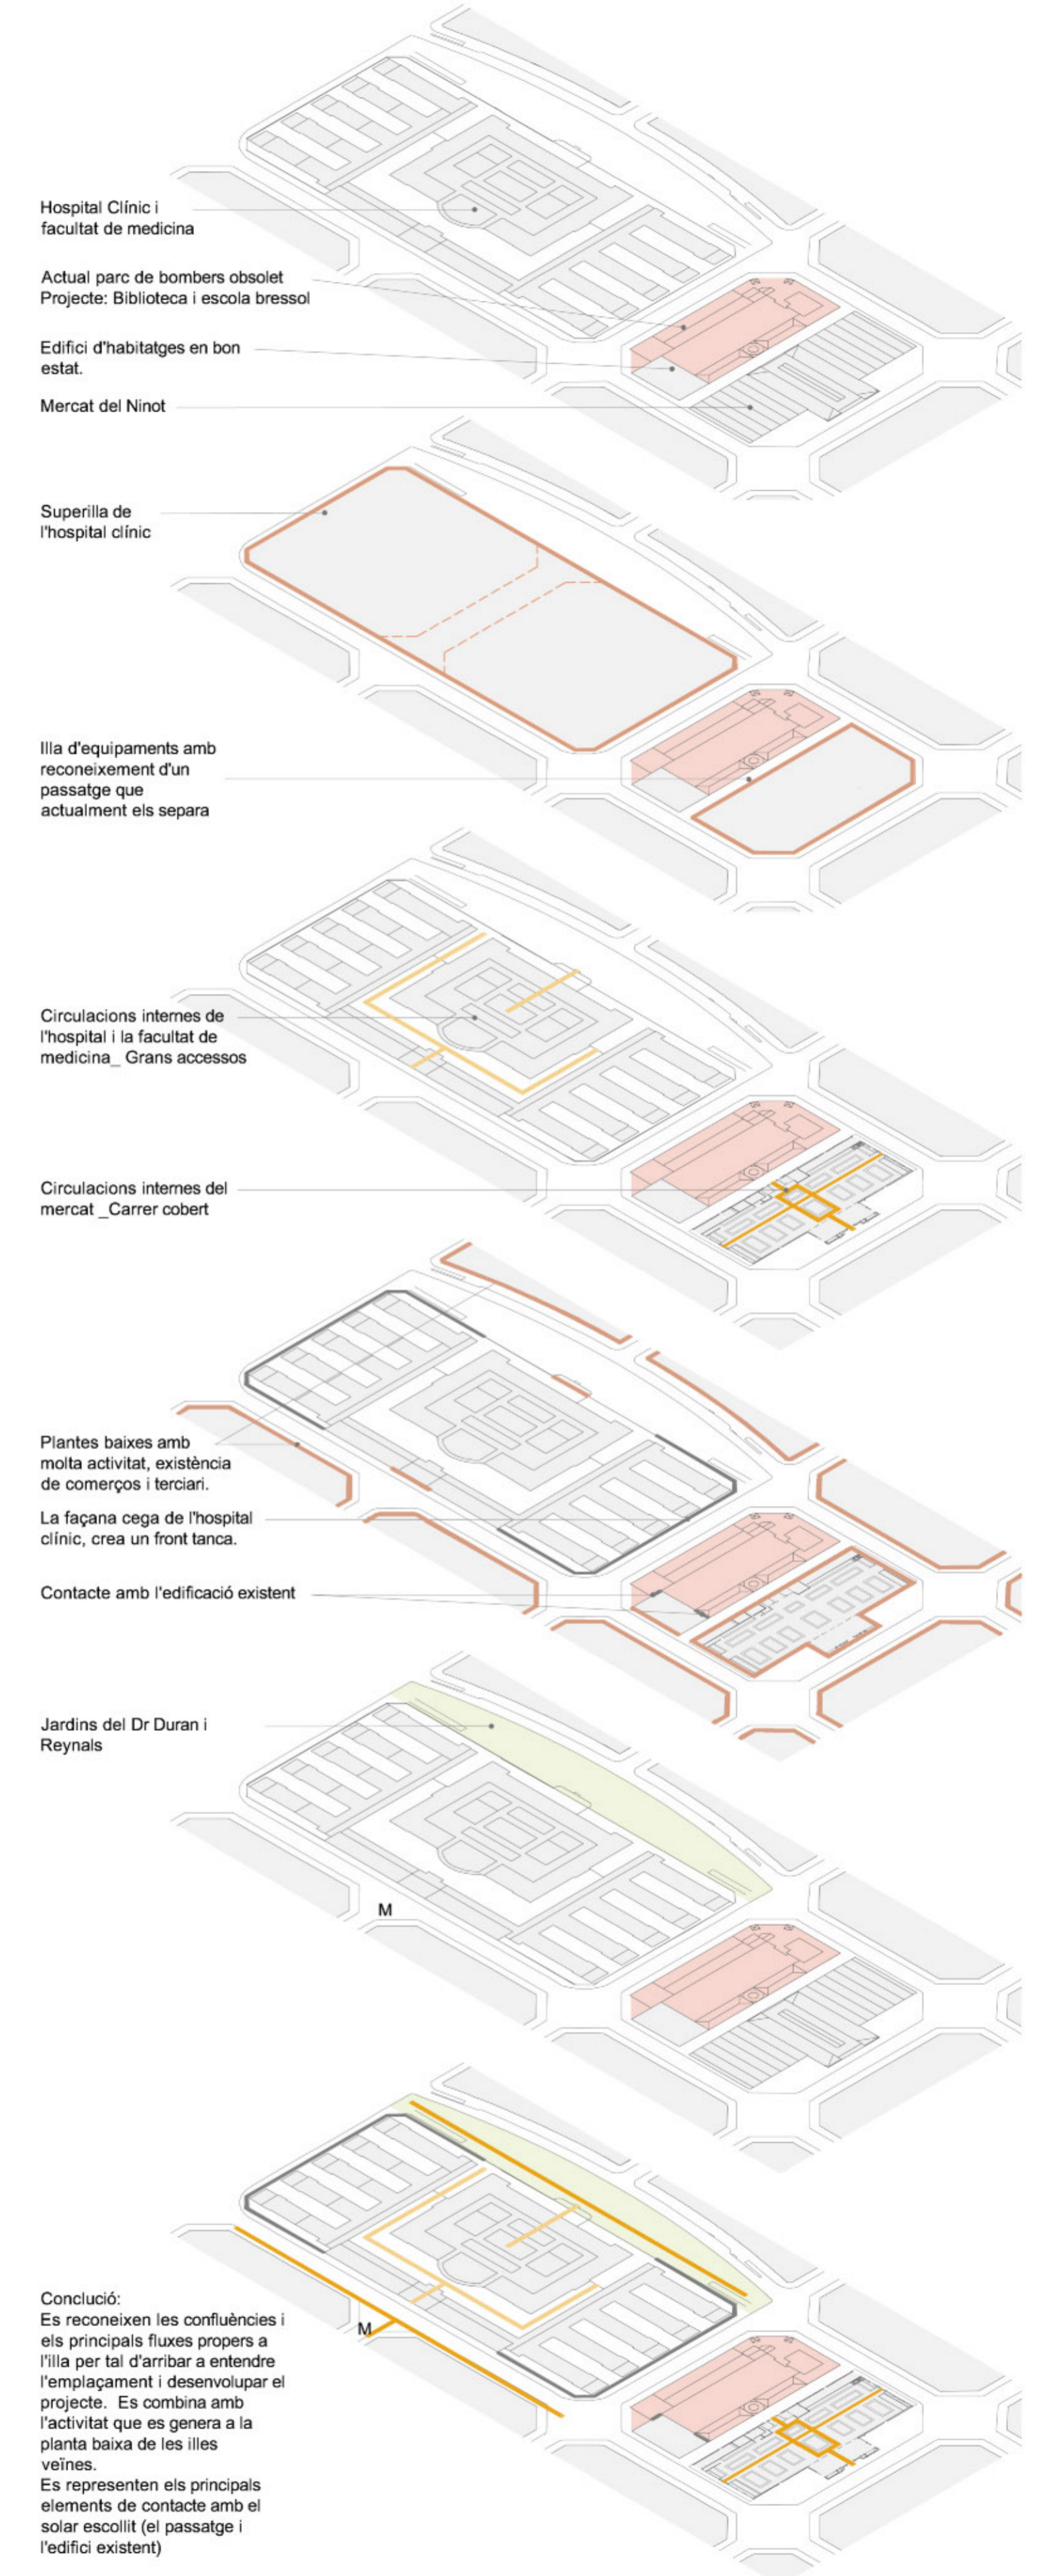 Hospital Clínic i
facultat de medicina
Actual parc de bombers obsolet
Projecte: Biblioteca i escola bressol
Edifici d'habitatges en bon
estat.
Mercat del Ninot
Superilla de
l'hospital clínic
Illa d'equipaments amb
reconeixement d'un
passatge que
actualment els separa
Circulacions internes de
l'hospital i la facultat de
medicina_ Grans accessos
Circulacions internes del
mercat _Carrer cobert
Plantes baixes amb
molta activitat, existència
de comerços i terciari.
La façana cega de l'hospital
clínic, crea un front tanca.
Contacte amb l'edificació existent
Jardins del Dr Duran i
Reynals
M
Conclució:
Es reconeixen les confluències i
els principals fluxes propers a
l'illa per tal d'arribar a entendre
l'emplaçament i desenvolupar el
projecte. Es combina amb
l'activitat que es genera a la
planta baixa de les illes
veïnes.
Es representen els principals
elements de contacte amb el
solar escollit (el passatge i
l'edifici existent)
M